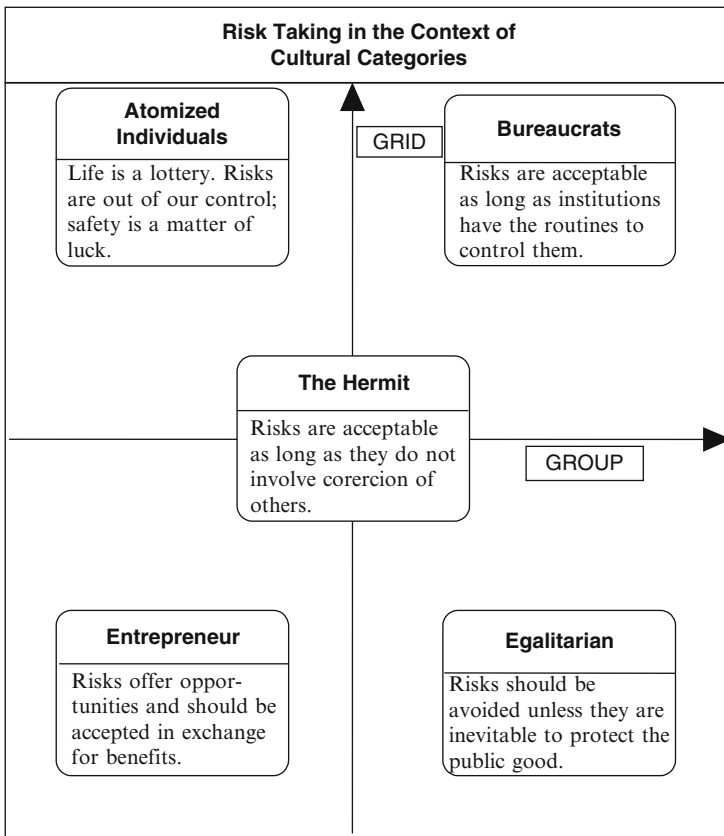 Risk Taking in the Context of
Cultural Categories
Atomized
Individuals
Life is a lottery. Risks
are out of our control;
safety is a matter of
luck.
GRID
Bureaucrats
Risks are acceptable
as long as institutions
have the routines to
control them.
The Hermit
Risks are acceptable
as long as they do not
involve corercion of
others.
GROUP
Entrepreneur
Risks offer oppor-
tunities and should be
accepted in exchange
for benefits.
Egalitarian
Risks should be
avoided unless they are
inevitable to protect the
public good.